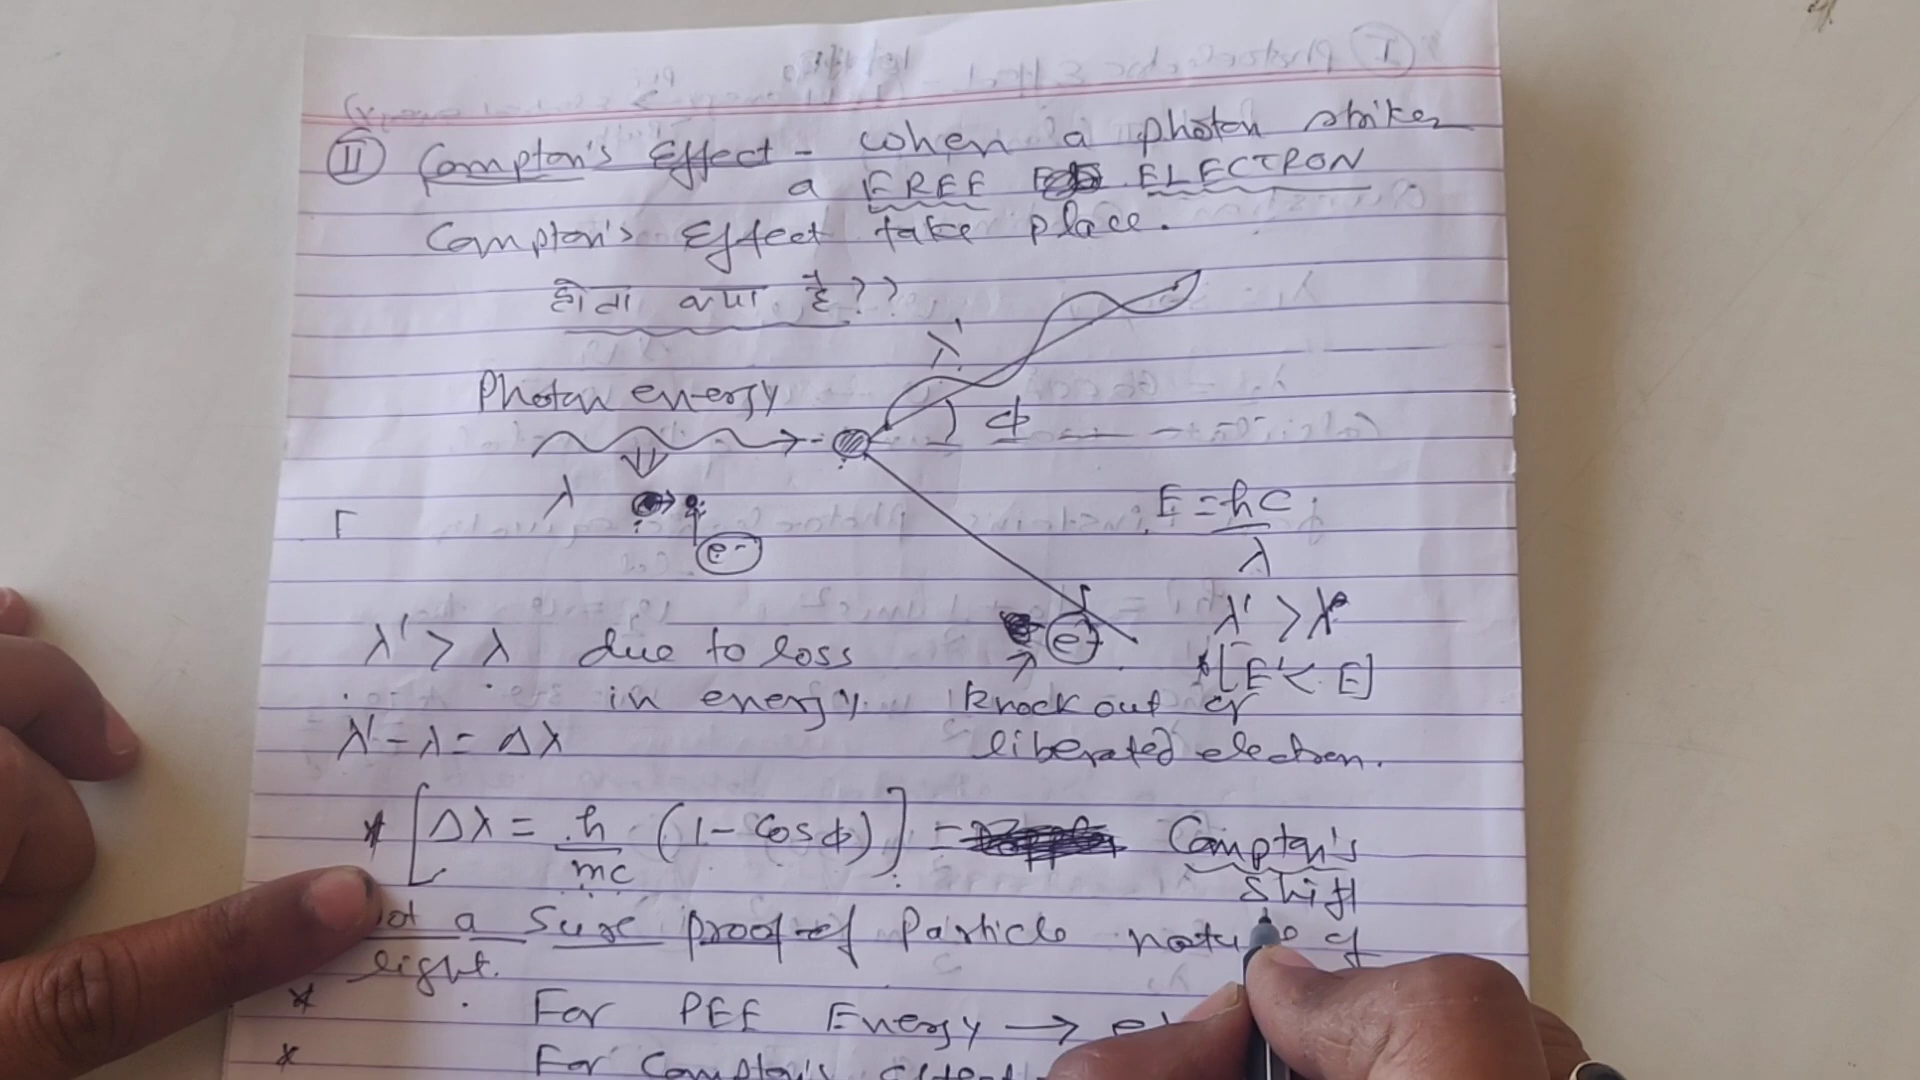 II Compton's Effect - when a photon strikes
a FREE ELECTRON
Compton's Effect take place.
होता क्या है??
λ'
Photon energy
ϕ
λ
e-
E = hc
λ
λ' > λ
e-
[E' < E]
λ' > λ due to loss
in energy.
knock out or
liberated electron.
λ' - λ = Δλ
* [Δλ = h/mc (1 - cos ϕ)] = Compton's
shift
a sure proof of Particle nature of
light.
* For PEE Energy →
* For Compton's